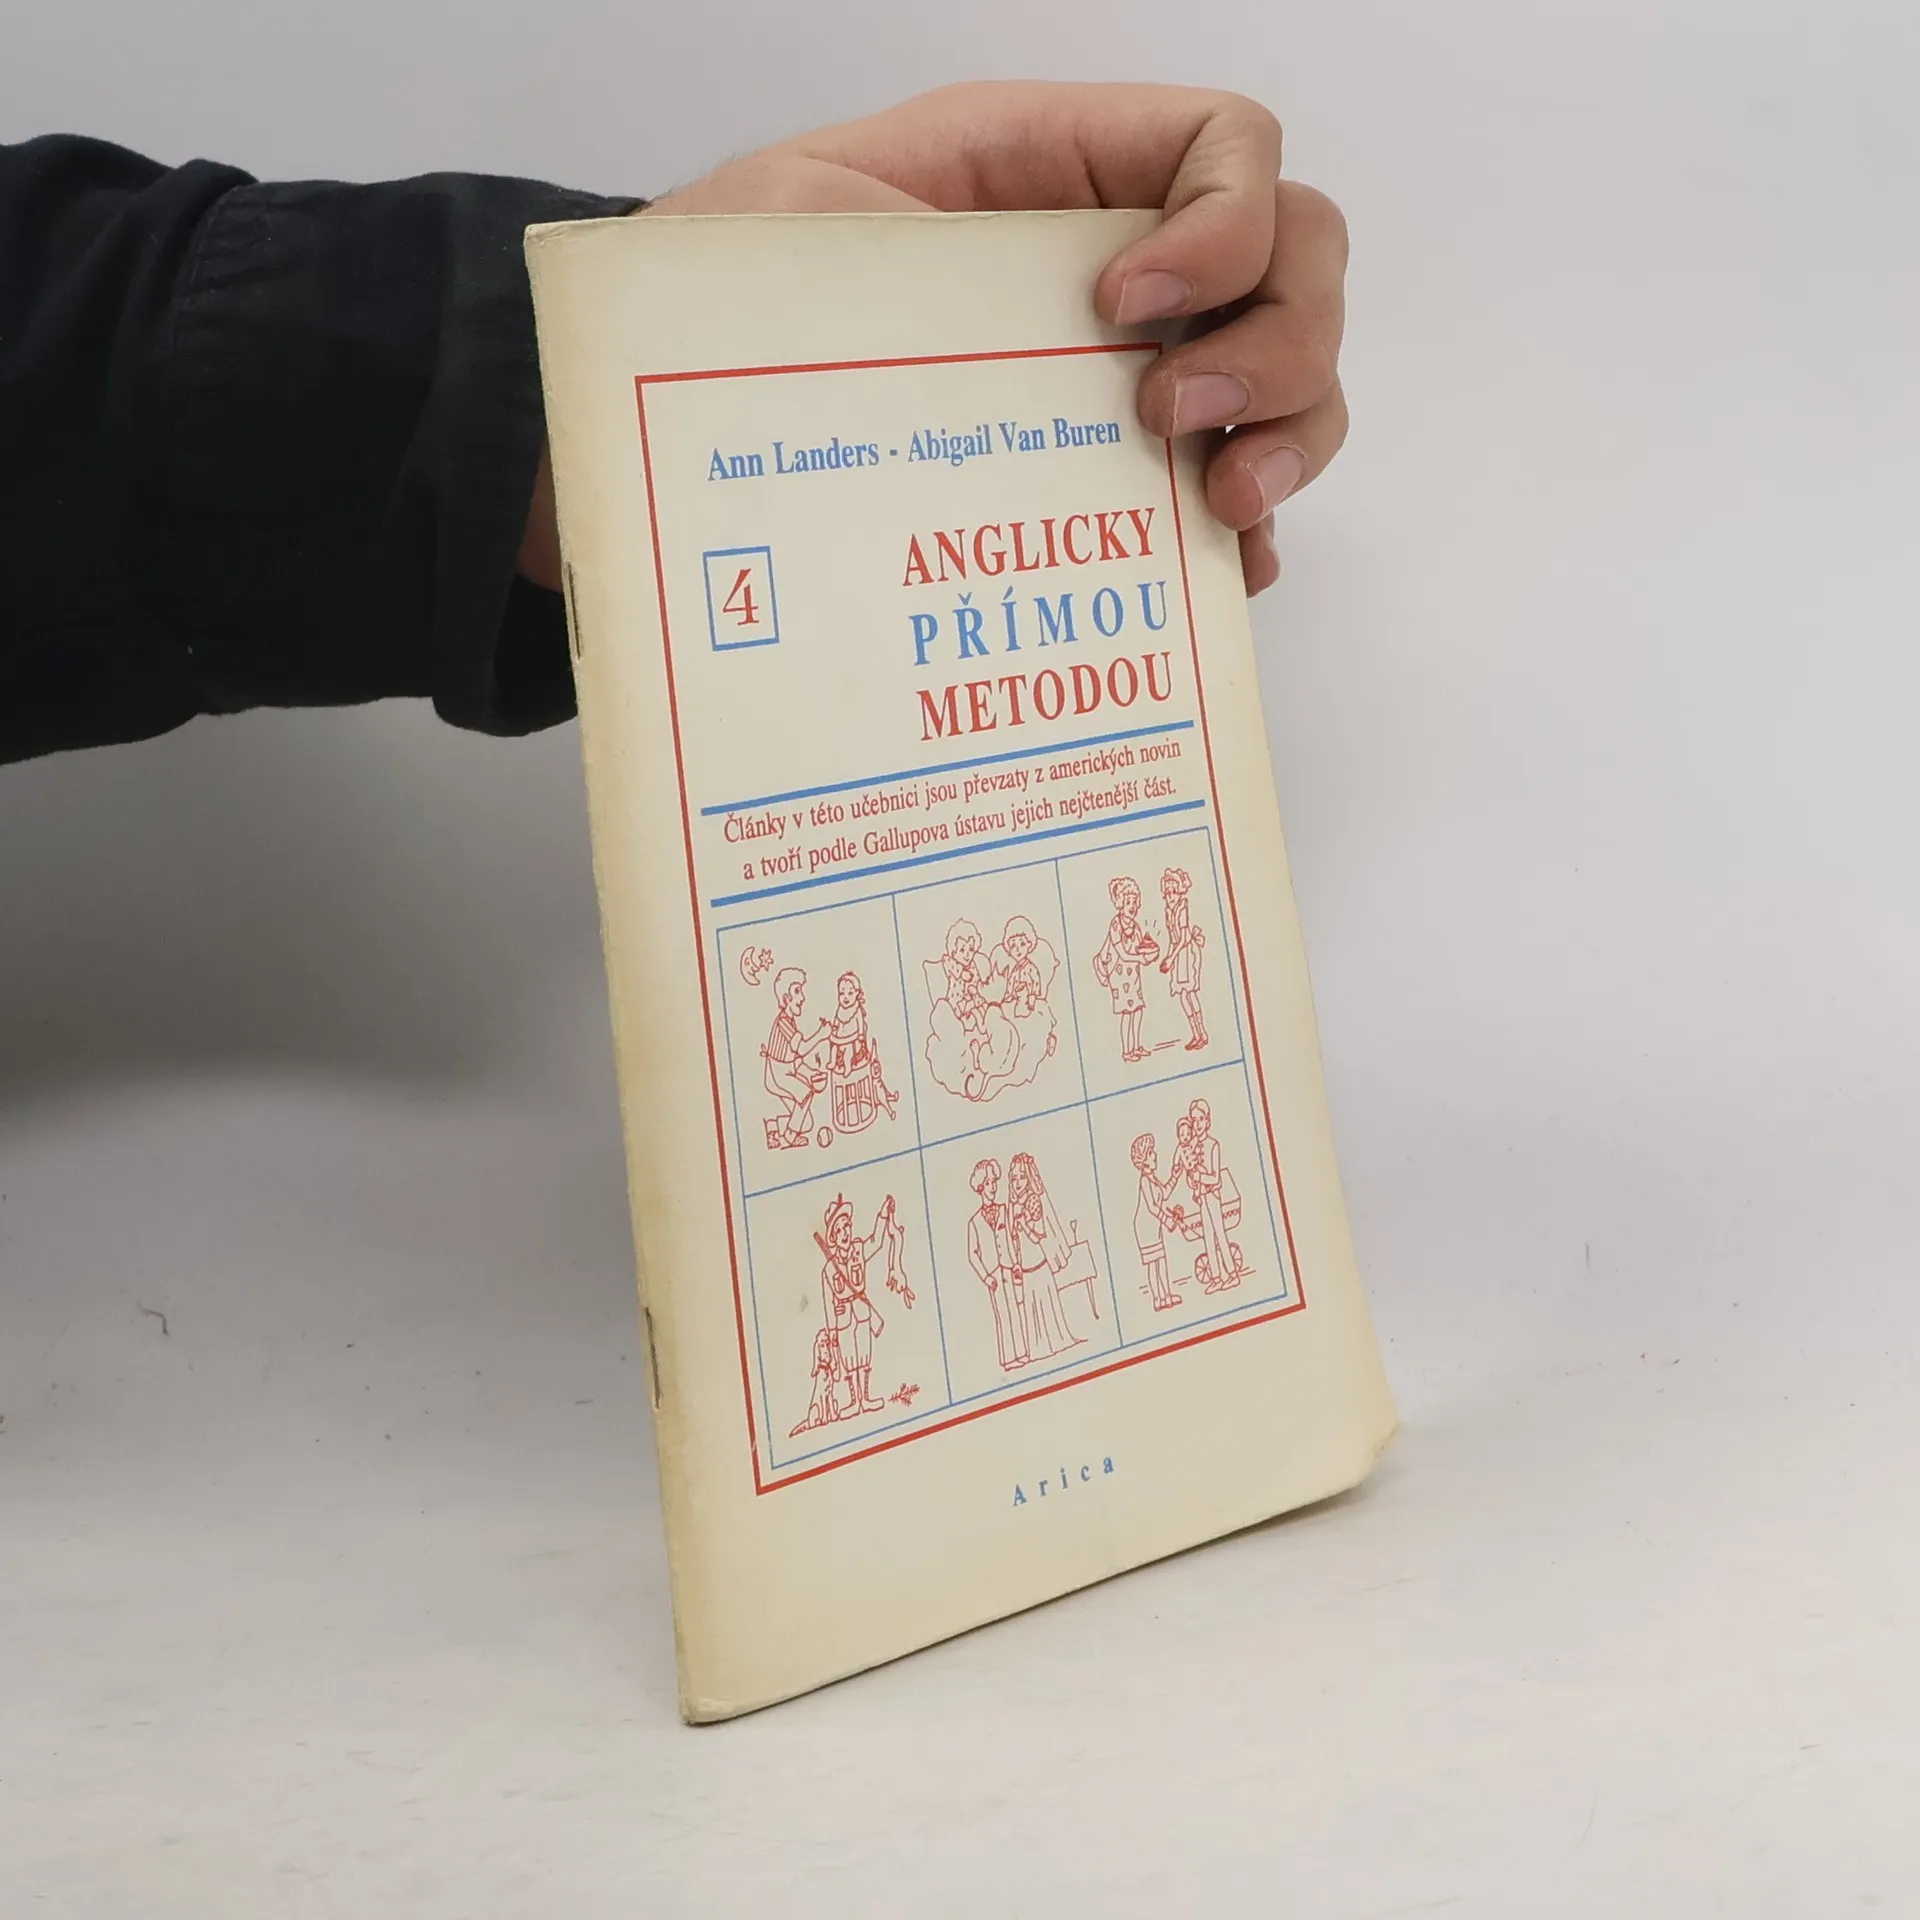 Ann Landers - Abigail Van Buren
4
ANGLICKY
PŘÍMOU
METODOU
Články v této učebnici jsou převzaty z amerických novin
a tvoří podle Gallupova ústavu jejich nejčtenější část.
Arica